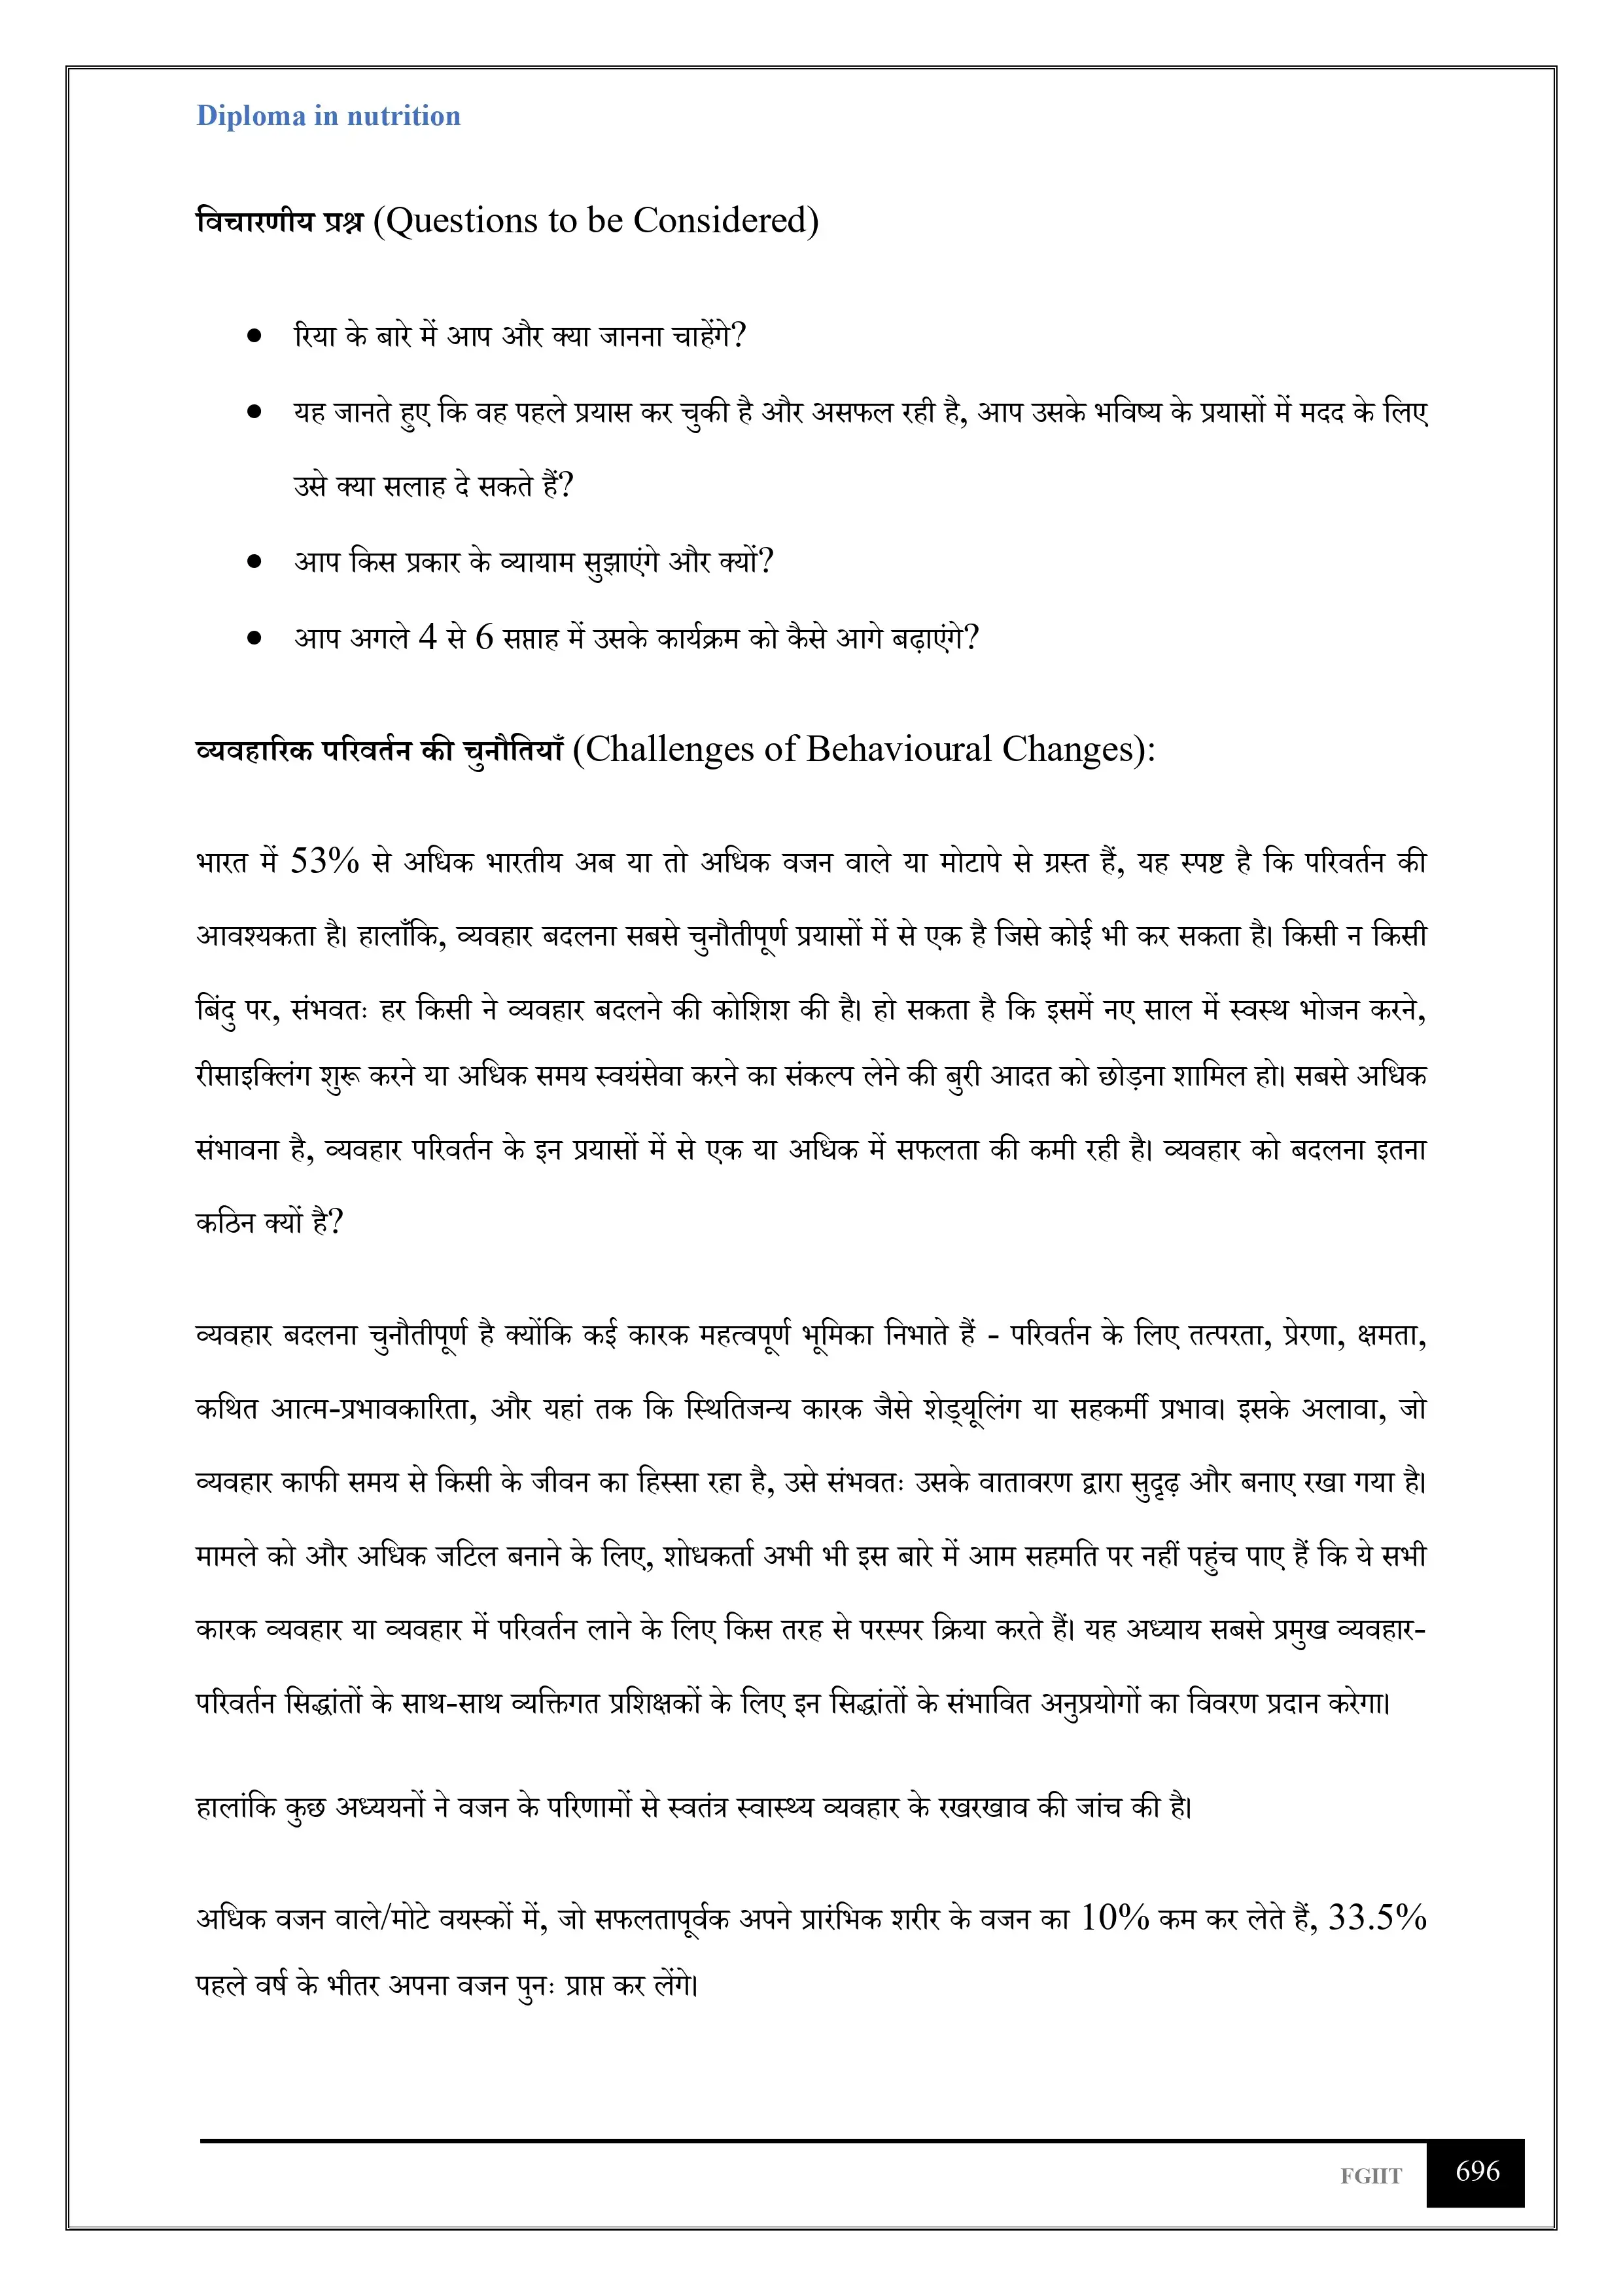 Diploma in nutrition
विचारणीय प्रश्न (Questions to be Considered)
• रिया के बारे में आप और क्या जानना चाहेंगे?
• यह जानते हुए कि वह पहले प्रयास कर चुकी है और असफल रही है, आप उसके भविष्य के प्रयासों में मदद के लिए
उसे क्या सलाह दे सकते हैं?
• आप किस प्रकार के व्यायाम सुझाएंगे और क्यों?
• आप अगले 4 से 6 सप्ताह में उसके कार्यक्रम को कैसे आगे बढ़ाएंगे?
व्यवहारिक परिवर्तन की चुनौतियाँ (Challenges of Behavioural Changes):
भारत में 53% से अधिक भारतीय अब या तो अधिक वजन वाले या मोटापे से ग्रस्त हैं, यह स्पष्ट है कि परिवर्तन की
आवश्यकता है। हालाँकि, व्यवहार बदलना सबसे चुनौतीपूर्ण प्रयासों में से एक है जिसे कोई भी कर सकता है। किसी न किसी
बिंदु पर, संभवतः हर किसी ने व्यवहार बदलने की कोशिश की है। हो सकता है कि इसमें नए साल में स्वस्थ भोजन करने,
रीसाइक्लिंग शुरू करने या अधिक समय स्वयंसेवा करने का संकल्प लेने की बुरी आदत को छोड़ना शामिल हो। सबसे अधिक
संभावना है, व्यवहार परिवर्तन के इन प्रयासों में से एक या अधिक में सफलता की कमी रही है। व्यवहार को बदलना इतना
कठिन क्यों है?
व्यवहार बदलना चुनौतीपूर्ण है क्योंकि कई कारक महत्वपूर्ण भूमिका निभाते हैं - परिवर्तन के लिए तत्परता, प्रेरणा, क्षमता,
कथित आत्म-प्रभावकारिता, और यहां तक कि स्थितिजन्य कारक जैसे शेड्यूलिंग या सहकर्मी प्रभाव। इसके अलावा, जो
व्यवहार काफी समय से किसी के जीवन का हिस्सा रहा है, उसे संभवतः उसके वातावरण द्वारा सुदृढ़ और बनाए रखा गया है।
मामले को और अधिक जटिल बनाने के लिए, शोधकर्ता अभी भी इस बारे में आम सहमति पर नहीं पहुंच पाए हैं कि ये सभी
कारक व्यवहार या व्यवहार में परिवर्तन लाने के लिए किस तरह से परस्पर क्रिया करते हैं। यह अध्याय सबसे प्रमुख व्यवहार-
परिवर्तन सिद्धांतों के साथ-साथ व्यक्तिगत प्रशिक्षकों के लिए इन सिद्धांतों के संभावित अनुप्रयोगों का विवरण प्रदान करेगा।
हालांकि कुछ अध्ययनों ने वजन के परिणामों से स्वतंत्र स्वास्थ्य व्यवहार के रखरखाव की जांच की है।
अधिक वजन वाले/मोटे वयस्कों में, जो सफलतापूर्वक अपने प्रारंभिक शरीर के वजन का 10% कम कर लेते हैं, 33.5%
पहले वर्ष के भीतर अपना वजन पुनः प्राप्त कर लेंगे।
FGIIT 696